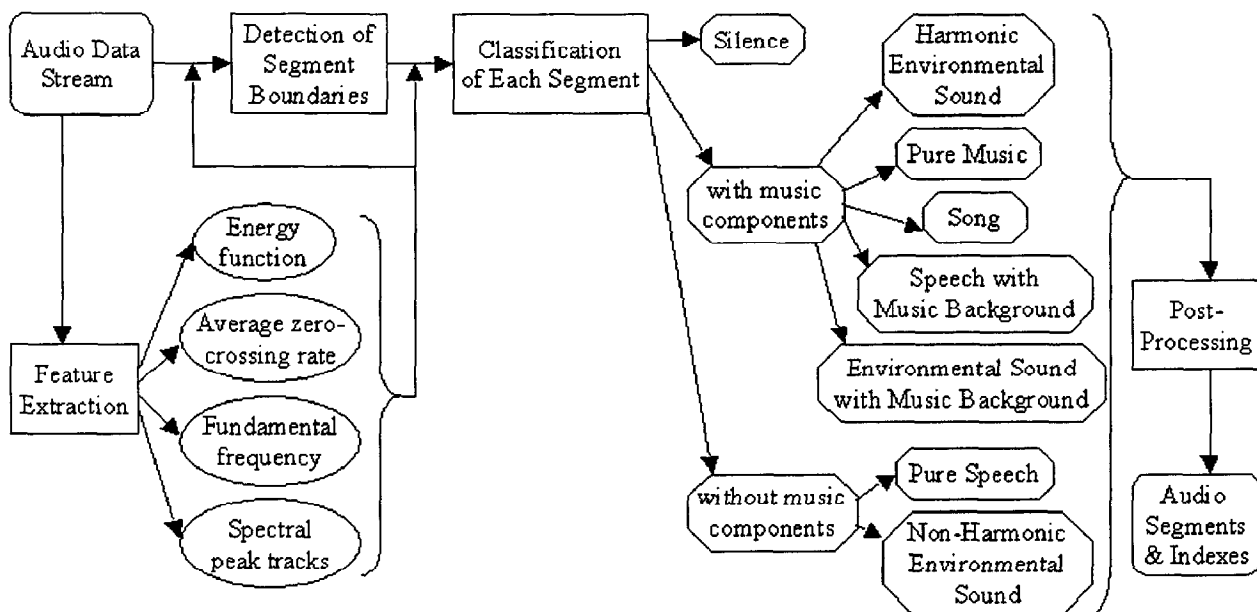 Audio Data
Stream
Detection of
Segment
Boundaries
Classification
of Each Segment
Silence
Harmonic
Environmental
Sound
Pure Music
with music
components
Song
Speech with
Music Background
Environmental Sound
with Music Background
Energy
function
Average zero-
crossing rate
Feature
Extraction
Fundamental
frequency
Spectral
peak tracks
without music
components
Pure Speech
Non-Harmonic
Environmental
Sound
Post-
Processing
Audio
Segments
& Indexes